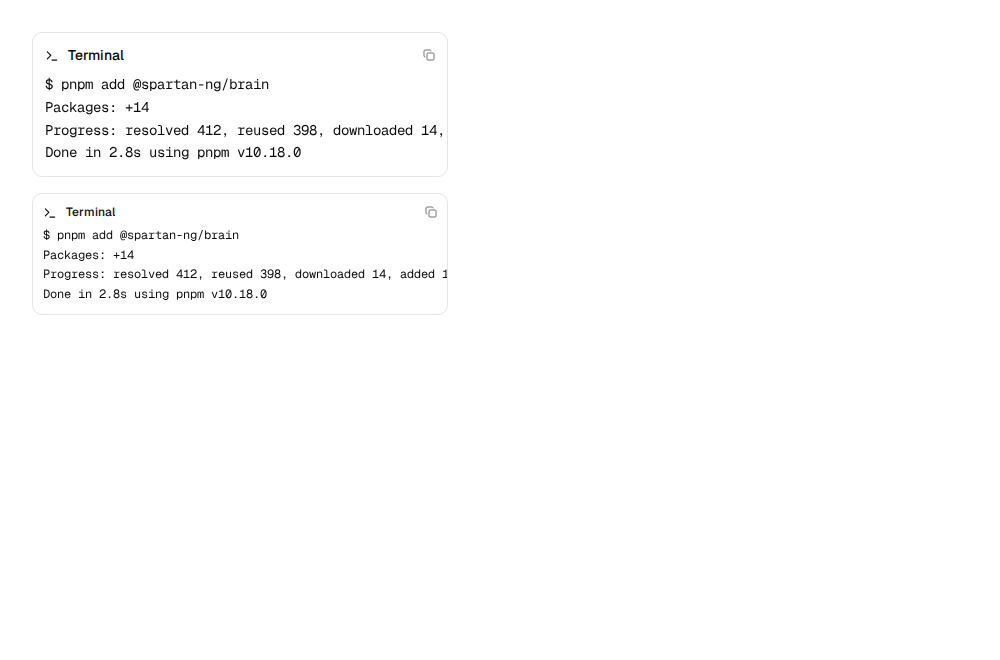 Terminal
$ pnpm add @spartan-ng/brain
Packages: +14
Progress: resolved 412, reused 398, downloaded 14,
Done in 2.8s using pnpm v10.18.0
Terminal
$ pnpm add @spartan-ng/brain
Packages: +14
Progress: resolved 412, reused 398, downloaded 14, added 1
Done in 2.8s using pnpm v10.18.0